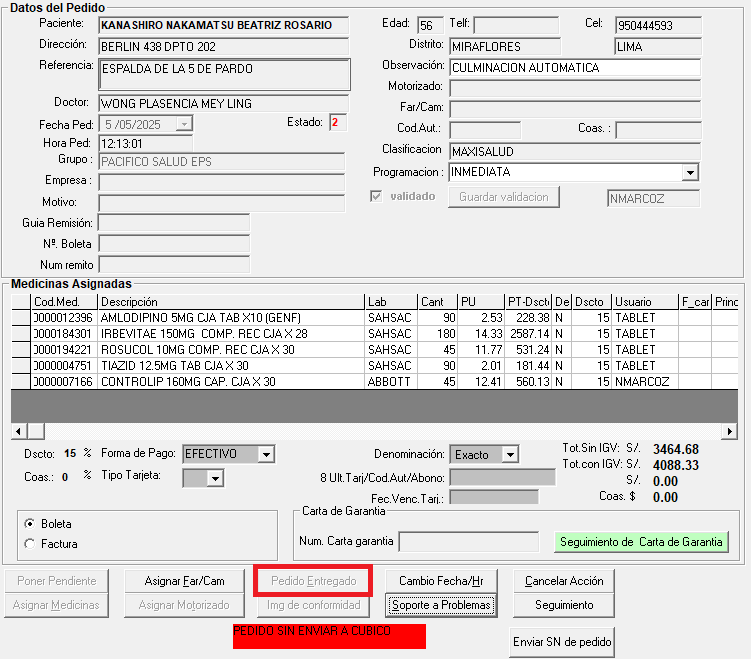 Datos del Pedido
Paciente: KANASHIRO NAKAMATSU BEATRIZ ROSARIO Edad: 56 Telf: Cel: 950444593
Dirección: BERLIN 438 DPTO 202 Distrito: MIRAFLORES LIMA
Referencia: ESPALDA DE LA 5 DE PARDO Observación: CULMINACION AUTOMATICA
Motorizado:
Doctor: WONG PLASENCIA MEY LING Far/Cam:
Fecha Ped: 5/05/2025 Estado: 2 Cod.Aut.: Coas. :
Hora Ped: 12:13:01 Clasificacion MAXISALUD
Grupo : PACIFICO SALUD EPS Programacion : INMEDIATA
Empresa : validado Guardar validacion NMARCOZ
Motivo:
Guia Remisión:
Nº. Boleta
Num remito
Medicinas Asignadas
Cod.Med. Descripción Lab Cant PU PT-Dsct De Dscto Usuario F_car Princ
0000012396 AMLODIPINO 5MG CJA TAB X10 (GENF) SAHSAC 90 2.53 228.38 N 15 TABLET
0000184301 IRBEVITAE 150MG COMP. REC CJA X 28 SAHSAC 180 14.33 2587.14 N 15 TABLET
0000194221 ROSUCOL 10MG COMP. REC CJA X 30 SAHSAC 45 11.77 531.24 N 15 TABLET
0000004751 TIAZID 12.5MG TAB CJA X 30 SAHSAC 90 2.01 181.44 N 15 TABLET
0000007166 CONTROLIP 160MG CAP. CJA X 30 ABBOTT 45 12.41 560.13 N 15 NMARCOZ
Dscto: 15 % Forma de Pago: EFECTIVO Denominación: Exacto Tot.Sin IGV: S/. 3464.68
Tot.con IGV: S/. 4088.33
Coas.: 0 % Tipo Tarjeta: 8 Ult.Tarj/Cod.Aut/Abono: S/. 0.00
Fec.Venc.Tarj.: Coas. $ 0.00
Boleta
Factura
Carta de Garantia
Num. Carta garantia Seguimiento de Carta de Garantia
Poner Pendiente Asignar Far/Cam Pedido Entregado Cambio Fecha/Hr Cancelar Acción
Asignar Medicinas Asignar Motorizado Img de conformidad Soporte a Problemas Seguimiento
PEDIDO SIN ENVIAR A CUBICO
Enviar SN de pedido